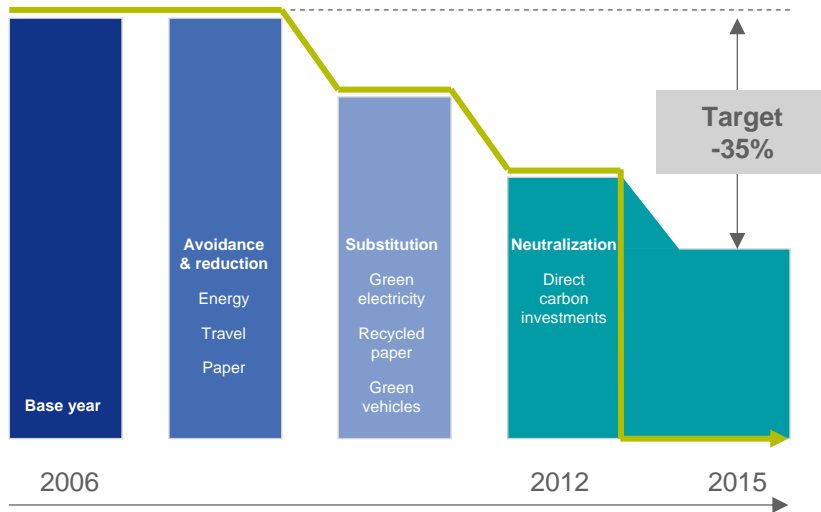 Target
-35%
Base year
Avoidance
& reduction
Energy
Travel
Paper
Substitution
Green
electricity
Recycled
paper
Green
vehicles
Neutralization
Direct
carbon
investments
2006
2012
2015